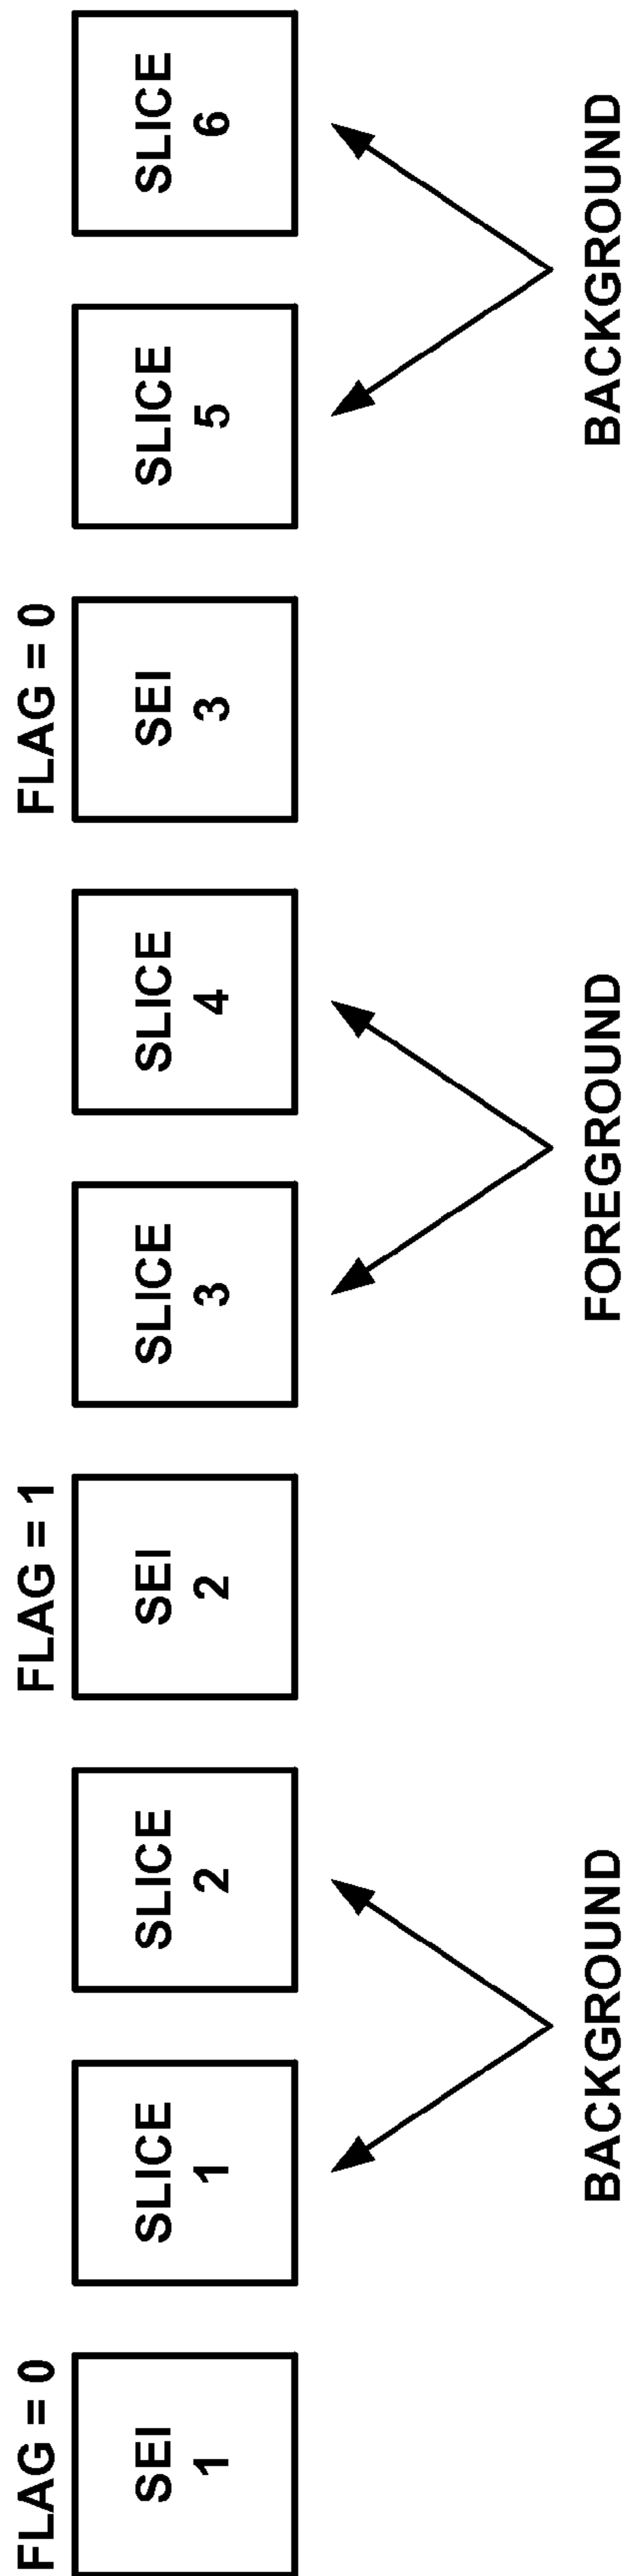 FLAG = 0
SEI
1
SLICE
1
SLICE
2
BACKGROUND
FLAG = 1
SEI
2
SLICE
3
SLICE
4
FOREGROUND
FLAG = 0
SEI
3
SLICE
5
SLICE
6
BACKGROUND